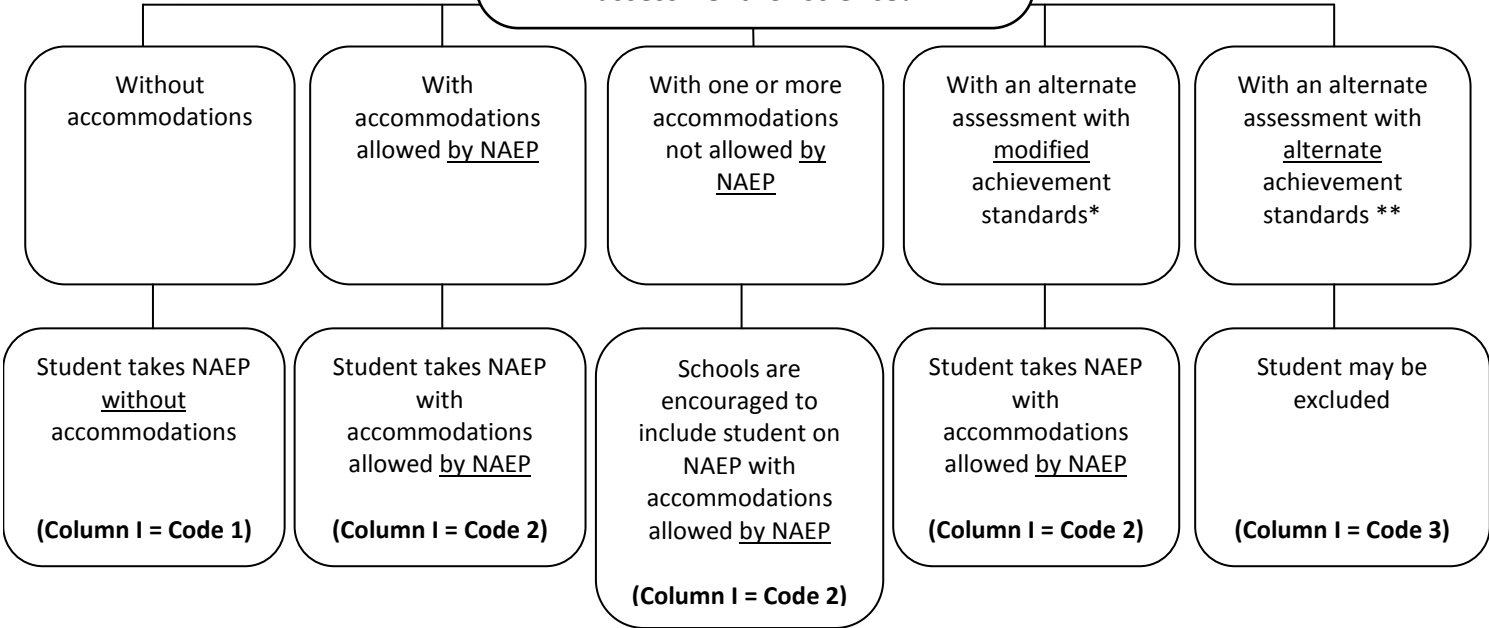 Without
accommodations
With
accommodations
allowed by NAEP
With one or more
accommodations
not allowed by
NAEP
With an alternate
assessment with
modified
achievement
standards*
With an alternate
assessment with
alternate
achievement
standards **
Student takes NAEP
without
accommodations
(Column I = Code 1)
Student takes NAEP
with
accommodations
allowed by NAEP
(Column I = Code 2)
Schools are
encouraged to
include student on
NAEP with
accommodations
allowed by NAEP
(Column I = Code 2)
Student takes NAEP
with
accommodations
allowed by NAEP
(Column I = Code 2)
Student may be
excluded
(Column I = Code 3)